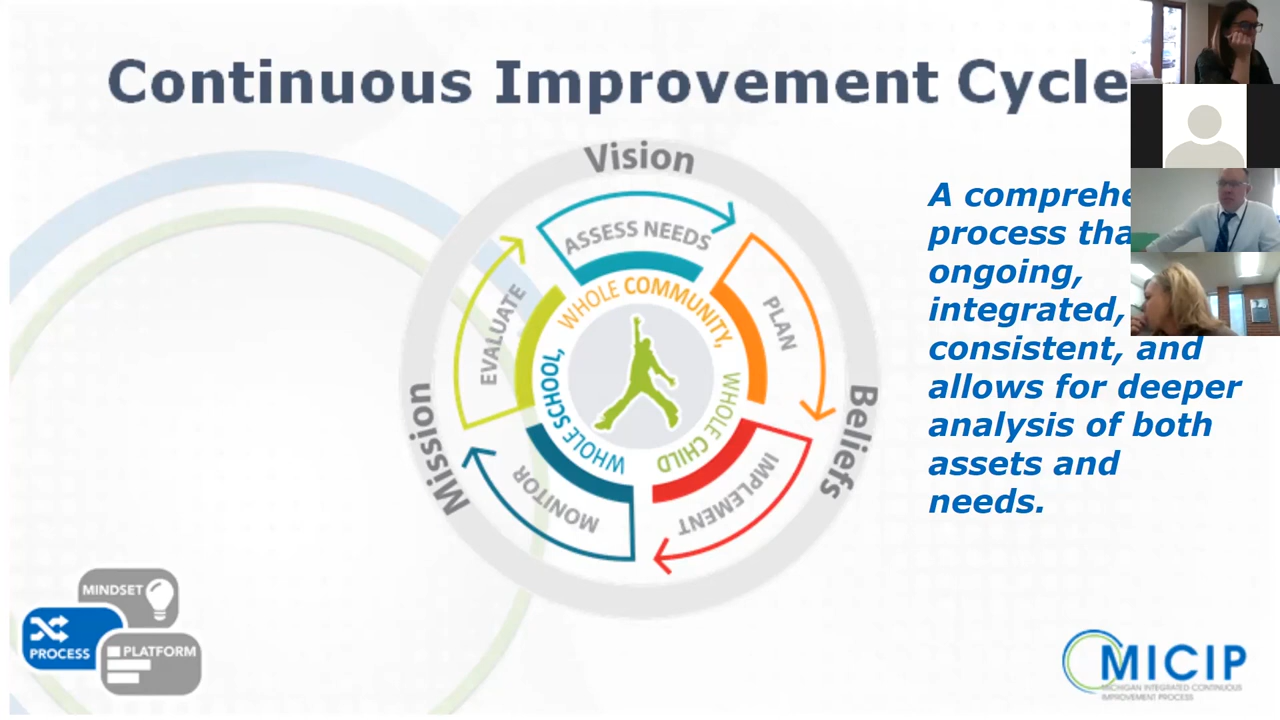 Continuous Improvement Cycle
Vision
ASSESS NEEDS
PLAN
IMPLEMENT
MONITOR
EVALUATE
WHOLE COMMUNITY,
WHOLE CHILD
WHOLE SCHOOL,
Beliefs
Mission
A comprehe
process tha
ongoing,
integrated,
consistent, and
allows for deeper
analysis of both
assets and
needs.
MINDSET
PROCESS
PLATFORM
MICIP
MICHIGAN INTEGRATED CONTINUOUS
IMPROVEMENT PROCESS